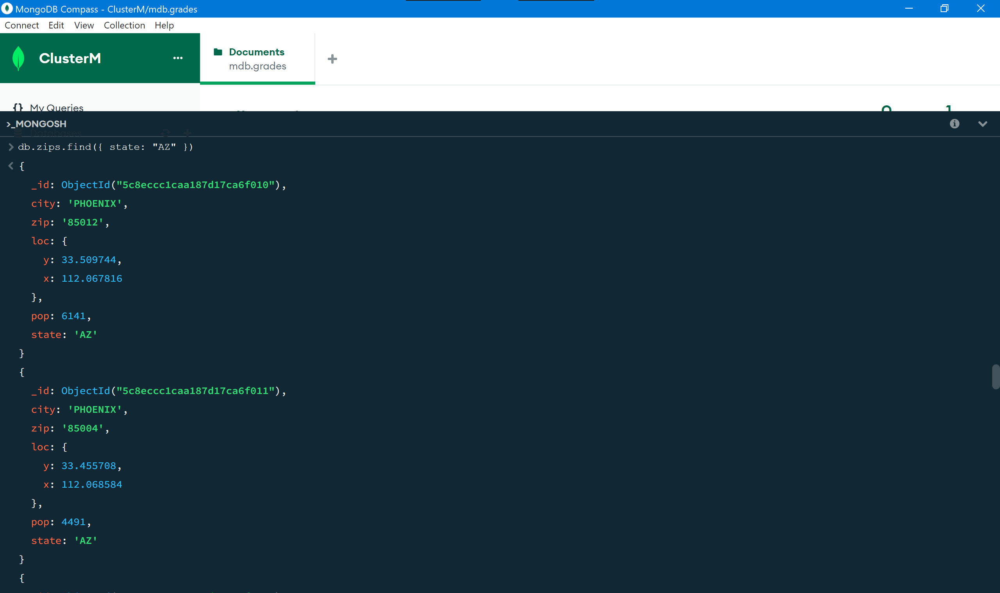 MongoDB Compass - ClusterM/mdb.grades
Connect Edit View Collection Help
ClusterM ...
Documents
mdb.grades
+
{} My Queries
>_MONGOSH
Databases
> db.zips.find({ state: "AZ" })
< {
_id: ObjectId("5c8eccc1caa187d17ca6f010"),
city: 'PHOENIX',
zip: '85012',
loc: {
y: 33.509744,
x: 112.067816
},
pop: 6141,
state: 'AZ'
}
{
_id: ObjectId("5c8eccc1caa187d17ca6f011"),
city: 'PHOENIX',
zip: '85004',
loc: {
y: 33.455708,
x: 112.068584
},
pop: 4491,
state: 'AZ'
}
{